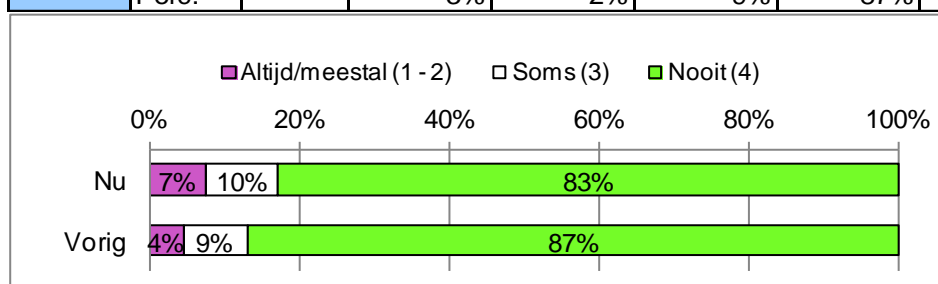 Altijd/meestal (1 - 2) Soms (3) Nooit (4)
0% 20% 40% 60% 80% 100%
Nu 7% 10% 83%
Vorig 4% 9% 87%